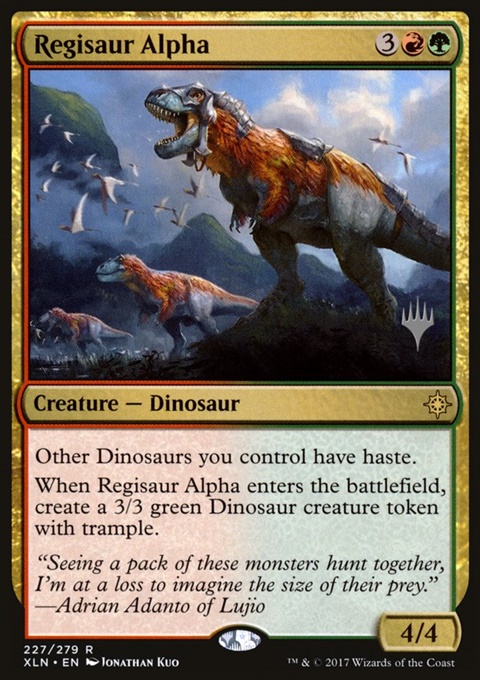 Regisaur Alpha 3
Creature — Dinosaur
Other Dinosaurs you control have haste.
When Regisaur Alpha enters the battlefield,
create a 3/3 green Dinosaur creature token
with trample.
“Seeing a pack of these monsters hunt together,
I’m at a loss to imagine the size of their prey.”
—Adrian Adanto of Lujio
4/4
227/279 R
XLN • EN Jonathan Kuo
™ & © 2017 Wizards of the Coast